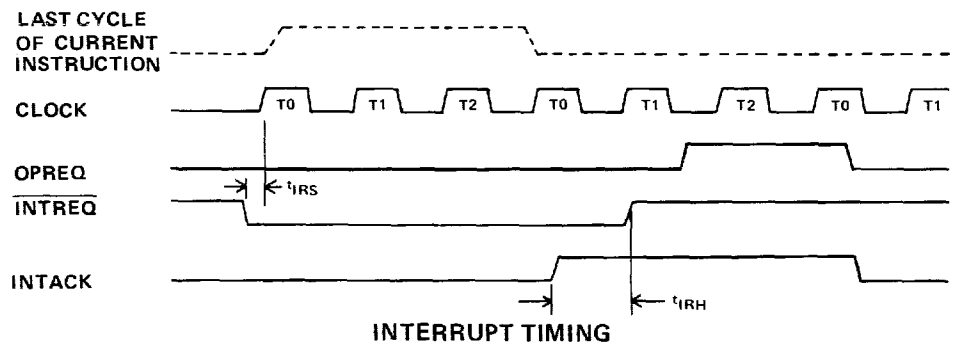 LAST CYCLE
OF CURRENT
INSTRUCTION
CLOCK
T0 T1 T2 T0 T1 T2 T0 T1
OPREQ
tIRS
INTREQ
INTACK
tIRH
INTERRUPT TIMING